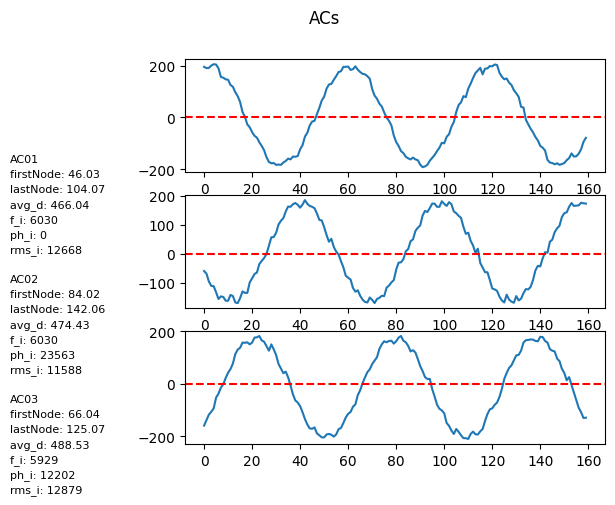 ACs
200
0
−200
0 20 40 60 80 100 120 140 160
AC01
firstNode: 46.03
lastNode: 104.07
avg_d: 466.04
f_i: 6030
ph_i: 0
rms_i: 12668
200
100
0
−100
0 20 40 60 80 100 120 140 160
AC02
firstNode: 84.02
lastNode: 142.06
avg_d: 474.43
f_i: 6030
ph_i: 23563
rms_i: 11588
200
0
−200
0 20 40 60 80 100 120 140 160
AC03
firstNode: 66.04
lastNode: 125.07
avg_d: 488.53
f_i: 5929
ph_i: 12202
rms_i: 12879